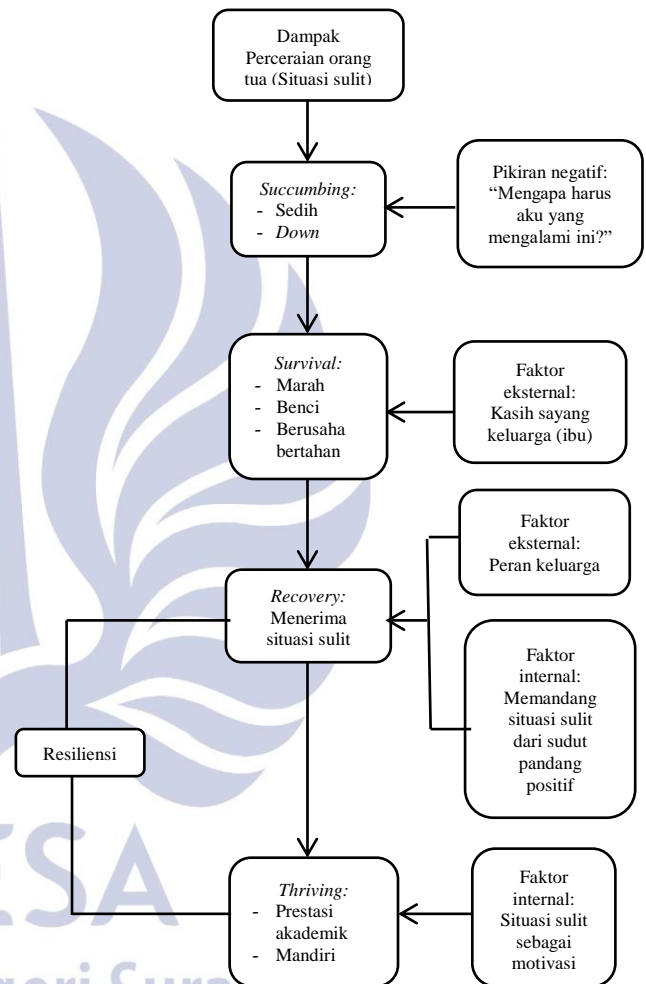 Dampak
Perceraian orang
tua (Situasi sulit)
Succumbing:
- Sedih
- Down
Pikiran negatif:
“Mengapa harus
aku yang
mengalami ini?”
Survival:
- Marah
- Benci
- Berusaha
bertahan
Faktor
eksternal:
Kasih sayang
keluarga (ibu)
Faktor
eksternal:
Peran keluarga
Recovery:
Menerima
situasi sulit
Faktor
internal:
Memandang
situasi sulit
dari sudut
pandang
positif
Resiliensi
Thriving:
- Prestasi
akademik
- Mandiri
Faktor
internal:
Situasi sulit
sebagai
motivasi
ESA